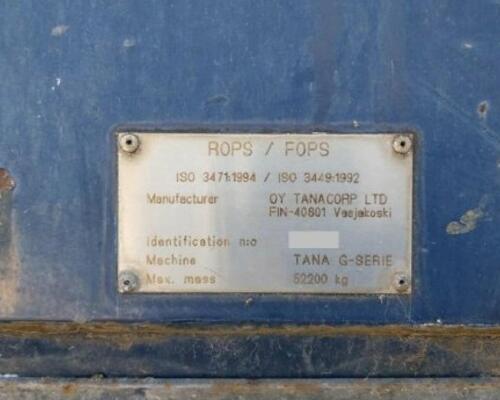 ROPS / FOPS
ISO 3471:1994 / ISO 3449:1992
Manufacturer OY TANACORP LTD
FIN-40801 Vaajakoski
Identification n:o
Machine TANA G-SERIE
Max. mass 52200 kg